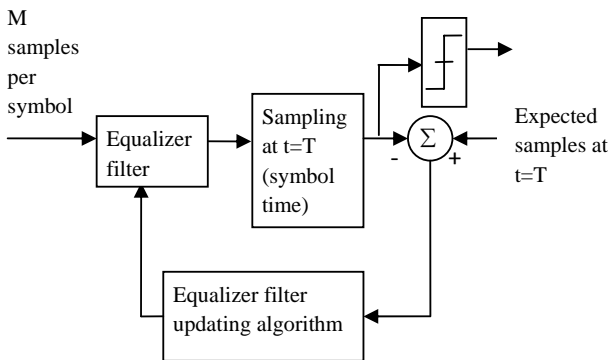 M
samples
per
symbol
Equalizer
filter
Sampling
at t=T
(symbol
time)
Σ
-
+
Expected
samples at
t=T
Equalizer filter
updating algorithm